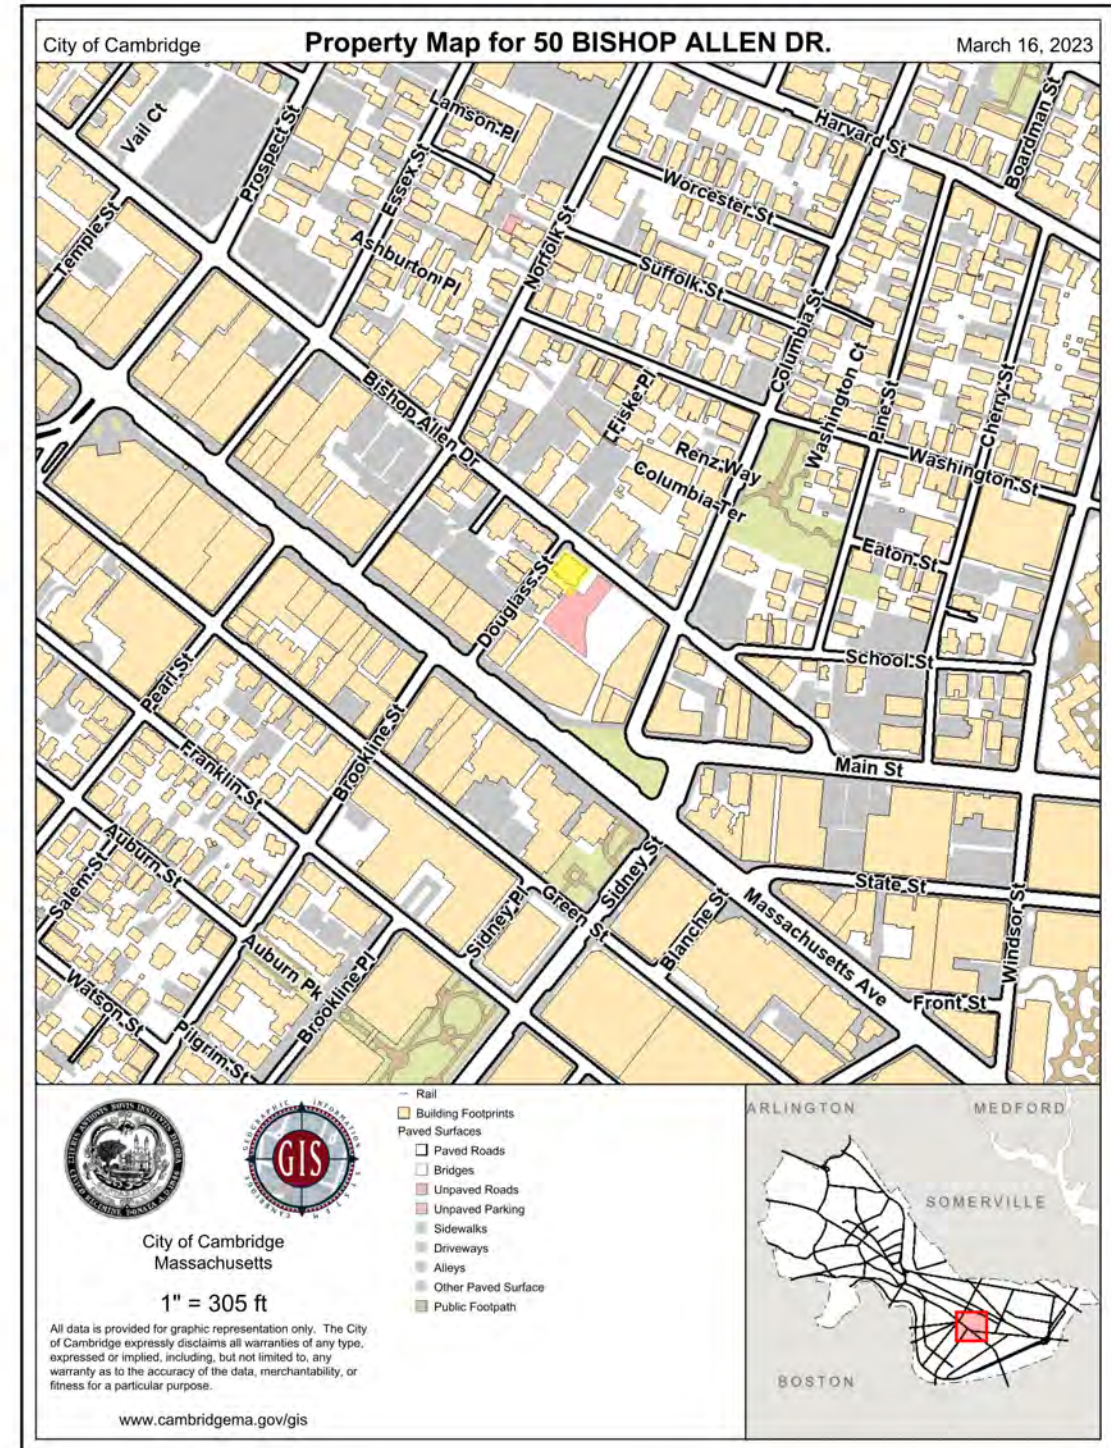 City of Cambridge
Property Map for 50 BISHOP ALLEN DR.
March 16, 2023
Vail Ct
Prospect St
Lamson Pl
Essex St
Harvard St
Boardman St
Worcester St
Temple St
Ashburton Pl
Norfolk St
Suffolk St
Columbia St
Washington Ct
Pine St
Cherry St
Bishop Allen Dr
Fiske Pl
Renz Way
Columbia Ter
Washington St
Eaton St
Douglass St
School St
Pearl St
Brookline St
Franklin St
Main St
Auburn St
Salem St
Sidney St
State St
Green St
Sidney Pl
Blanche St
Massachusetts Ave
Windsor St
Auburn Pk
Brookline Pl
Front St
Watson St
Pilgrim St
GEOGRAPHIC INFORMATION SYSTEM
CAMBRIDGE
GIS
City of Cambridge
Massachusetts
1" = 305 ft
All data is provided for graphic representation only. The City
of Cambridge expressly disclaims all warranties of any type,
expressed or implied, including, but not limited to, any
warranty as to the accuracy of the data, merchantability, or
fitness for a particular purpose.
www.cambridgema.gov/gis
Rail
Building Footprints
Paved Surfaces
Paved Roads
Bridges
Unpaved Roads
Unpaved Parking
Sidewalks
Driveways
Alleys
Other Paved Surface
Public Footpath
ARLINGTON
MEDFORD
SOMERVILLE
BOSTON